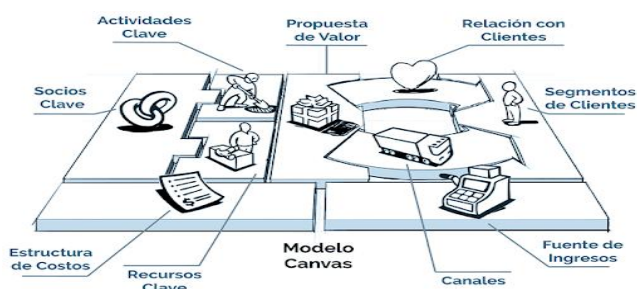 Actividades
Clave
Propuesta
de Valor
Relación con
Clientes
Socios
Clave
Segmentos
de Clientes
Estructura
de Costos
Recursos
Clave
Modelo
Canvas
Canales
Fuente de
Ingresos